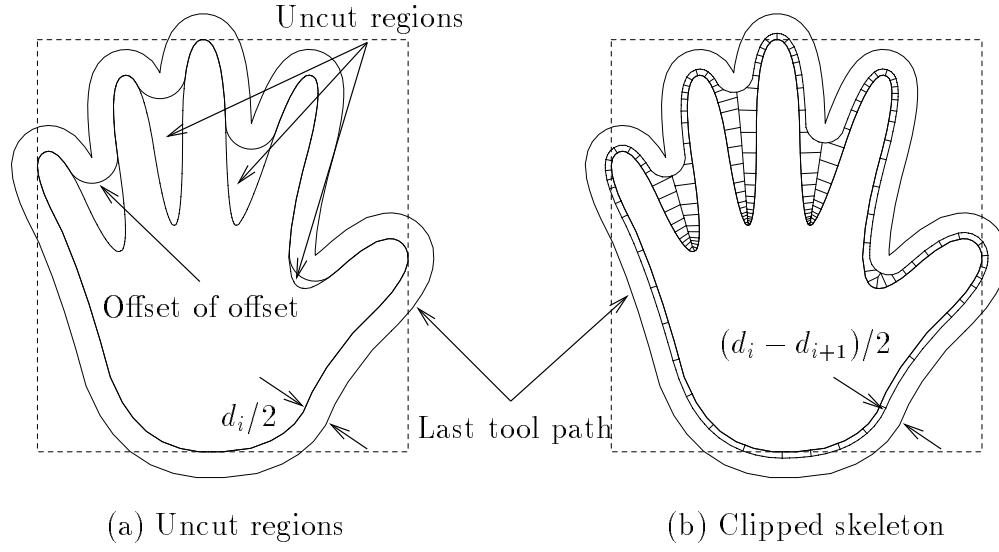 Uncut regions
Offset of offset
d_i/2
(d_i − d_{i+1})/2
Last tool path
(a) Uncut regions
(b) Clipped skeleton